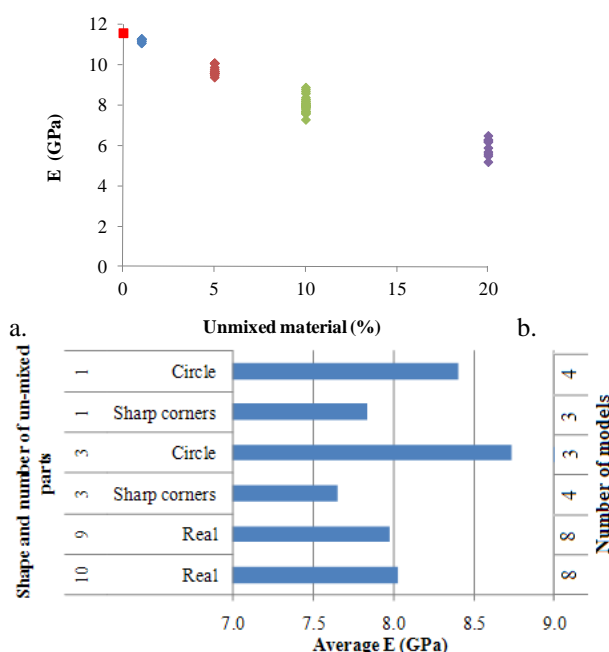 12
10
8
6
4
2
0
E (GPa)
0 5 10 15 20
Unmixed material (%)
a. b.
Shape and number of un-mixed parts
1 Circle 4
1 Sharp corners 3
3 Circle 3
3 Sharp corners 4
9 Real 8
10 Real 8
Number of models
7.0 7.5 8.0 8.5 9.0
Average E (GPa)